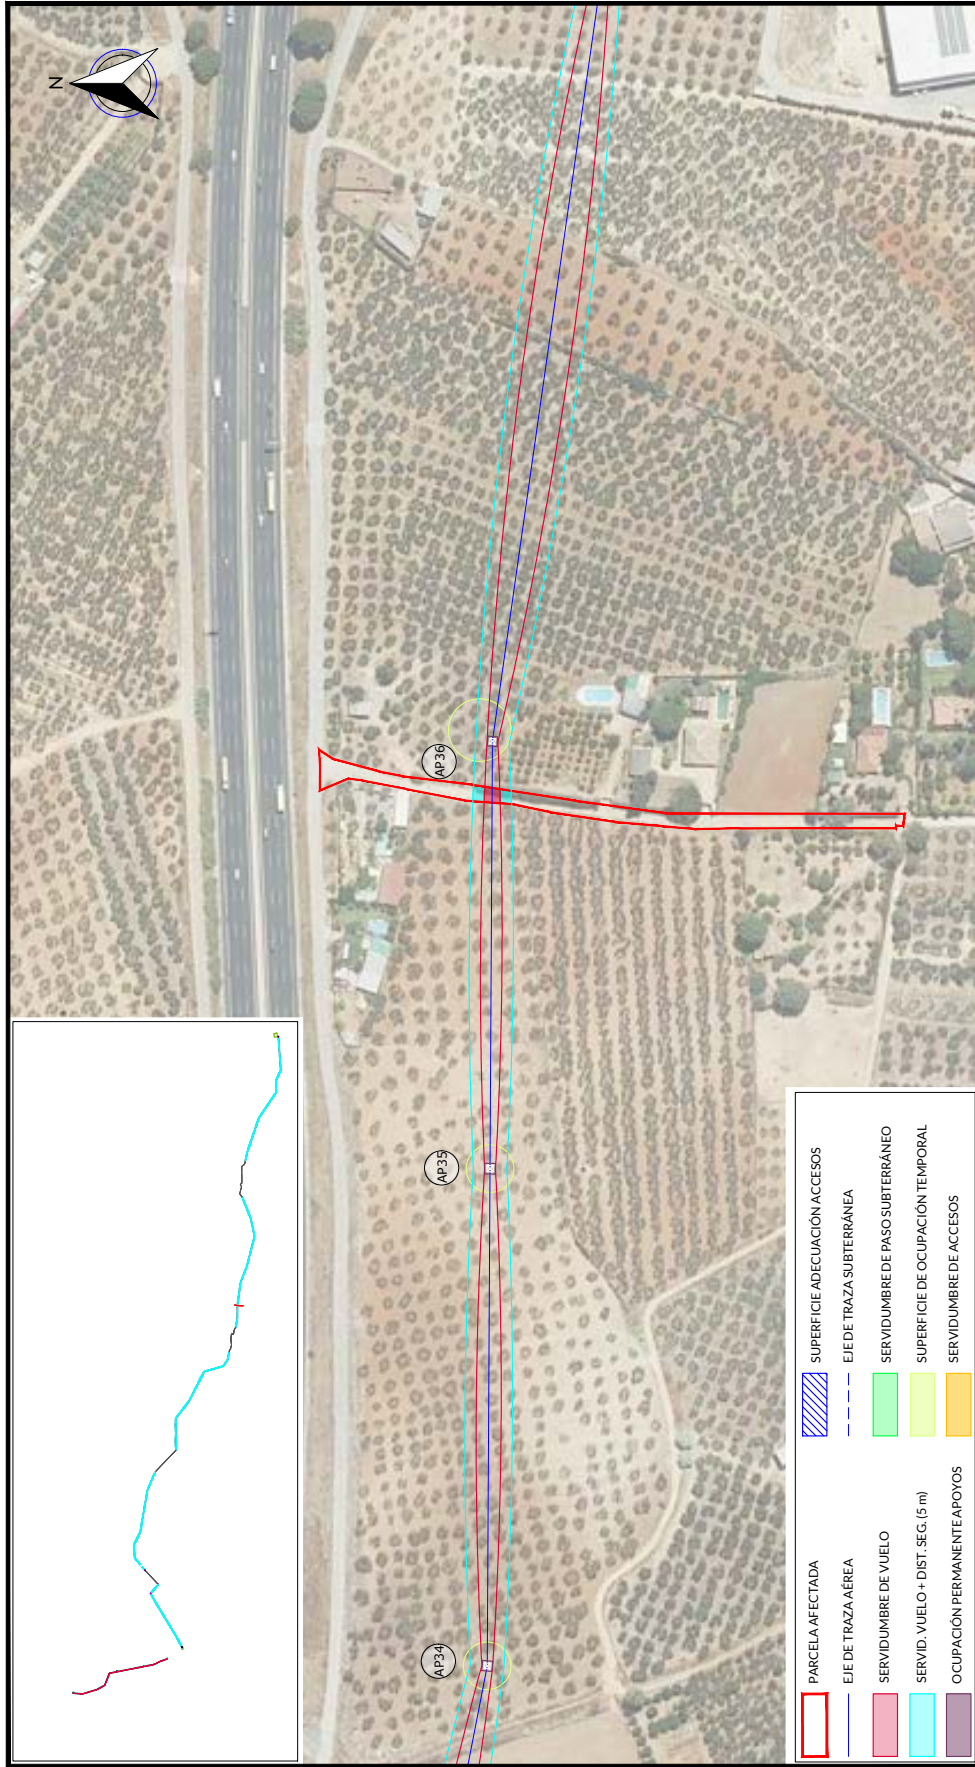 N
AP36
AP35
AP34
PARCELA AFECTADA
EJE DE TRAZA AÉREA
SERVIDUMBRE DE VUELO
SERVID. VUELO + DIST. SEG. (5 m)
OCUPACIÓN PERMANENTE APOYOS
SUPERFICIE ADECUACIÓN ACCESOS
EJE DE TRAZA SUBTERRÁNEA
SERVIDUMBRE DE PASO SUBTERRÁNEO
SUPERFICIE DE OCUPACIÓN TEMPORAL
SERVIDUMBRE DE ACCESOS